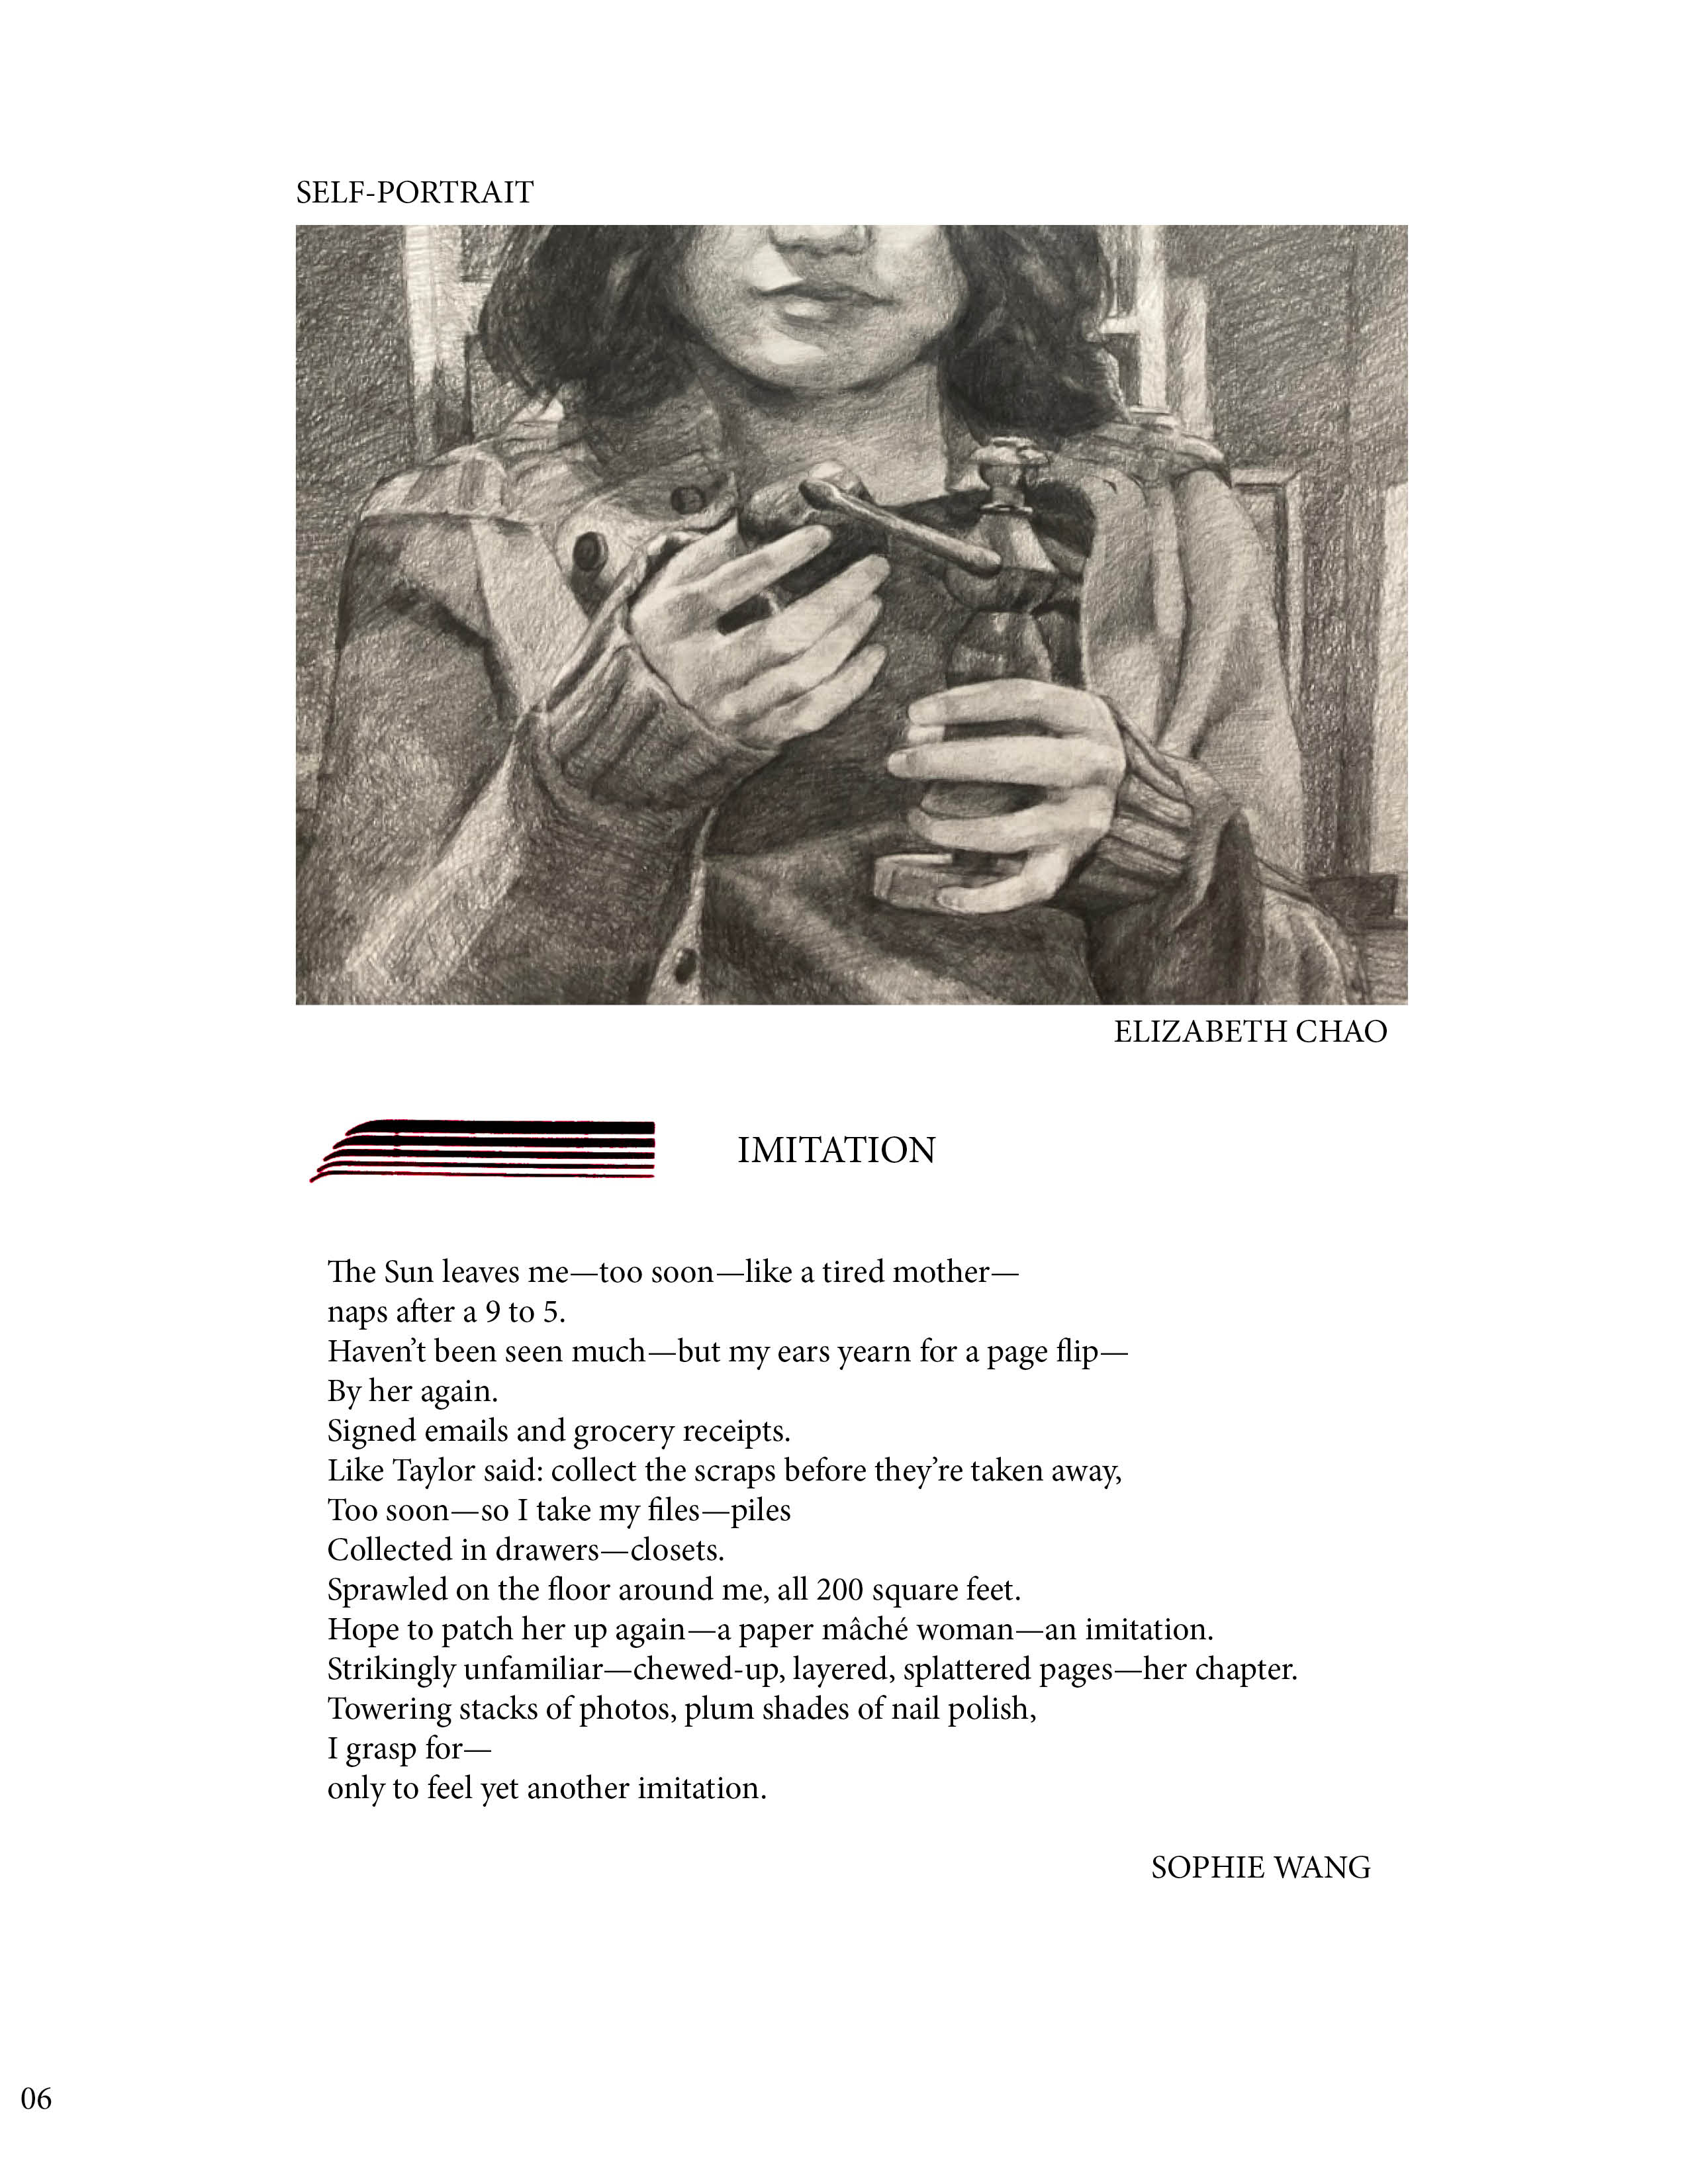 SELF-PORTRAIT
ELIZABETH CHAO
IMITATION
The Sun leaves me—too soon—like a tired mother—
naps after a 9 to 5.
Haven’t been seen much—but my ears yearn for a page flip—
By her again.
Signed emails and grocery receipts.
Like Taylor said: collect the scraps before they’re taken away,
Too soon—so I take my files—piles
Collected in drawers—closets.
Sprawled on the floor around me, all 200 square feet.
Hope to patch her up again—a paper mâché woman—an imitation.
Strikingly unfamiliar—chewed-up, layered, splattered pages—her chapter.
Towering stacks of photos, plum shades of nail polish,
I grasp for—
only to feel yet another imitation.
SOPHIE WANG
06